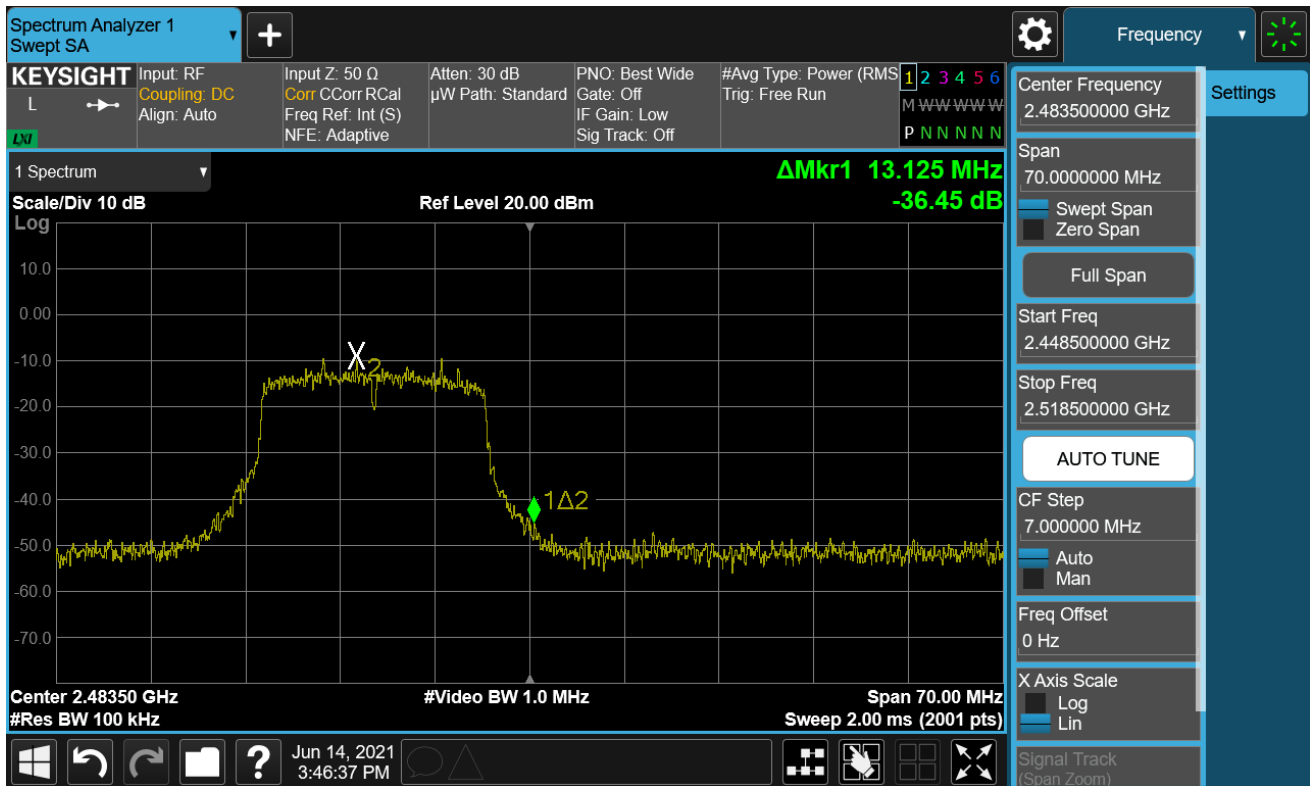 Spectrum Analyzer 1
Swept SA
Frequency
KEYSIGHT
L
LXI
Input: RF
Coupling: DC
Align: Auto
Input Z: 50 Ω
Corr CCorr RCal
Freq Ref: Int (S)
NFE: Adaptive
Atten: 30 dB
µW Path: Standard
PNO: Best Wide
Gate: Off
IF Gain: Low
Sig Track: Off
#Avg Type: Power (RMS
Trig: Free Run
1 2 3 4 5 6
M W W W W W
P N N N N N
1 Spectrum
Scale/Div 10 dB
Ref Level 20.00 dBm
ΔMkr1 13.125 MHz
-36.45 dB
Log
10.0
0.00
-10.0
-20.0
-30.0
-40.0
-50.0
-60.0
-70.0
X2
1Δ2
Center 2.48350 GHz
#Video BW 1.0 MHz
Span 70.00 MHz
#Res BW 100 kHz
Sweep 2.00 ms (2001 pts)
?
Jun 14, 2021
3:46:37 PM
Center Frequency
2.483500000 GHz
Settings
Span
70.0000000 MHz
Swept Span
Zero Span
Full Span
Start Freq
2.448500000 GHz
Stop Freq
2.518500000 GHz
AUTO TUNE
CF Step
7.000000 MHz
Auto
Man
Freq Offset
0 Hz
X Axis Scale
Log
Lin
Signal Track
(Span Zoom)